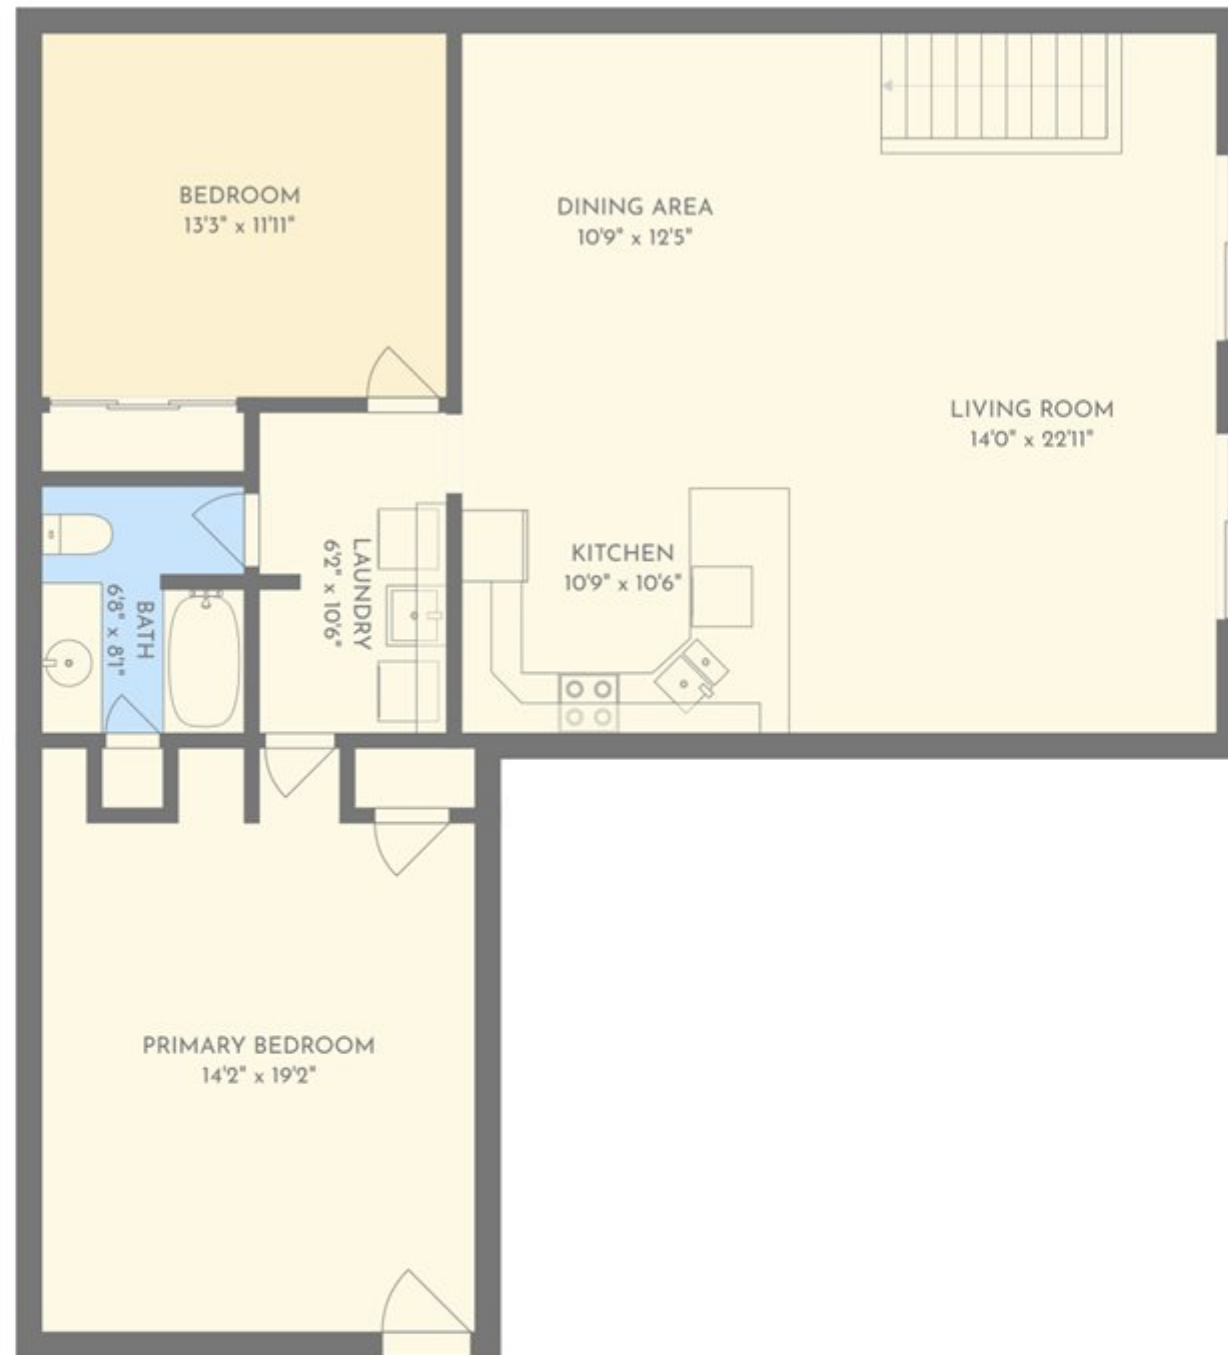 BEDROOM
13'3" x 11'11"
DINING AREA
10'9" x 12'5"
LIVING ROOM
14'0" x 22'11"
KITCHEN
10'9" x 10'6"
LAUNDRY
6'2" x 10'6"
BATH
6'8" x 8'1"
PRIMARY BEDROOM
14'2" x 19'2"